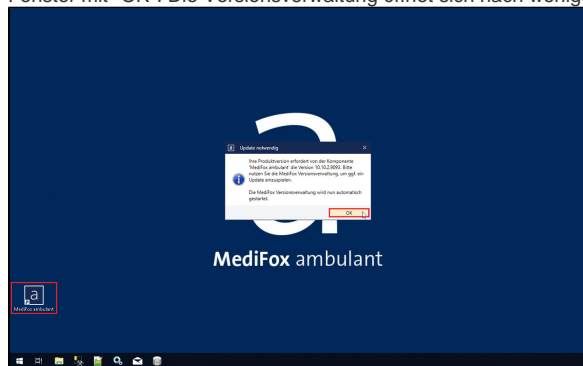 Fenster mit "OK". Die Versionsverwaltung öffnet sich nach wenig
Update notwendig
Ihre Produktversion erfordert von der Komponente
'MediFox ambulant' die Version 10.10.2.9093. Bitte
nutzen Sie die MediFox Versionsverwaltung, um ggf. ein
Update einzuspielen.
Die MediFox Versionsverwaltung wird nun automatisch
gestartet.
OK
MediFox ambulant
MediFox ambulant